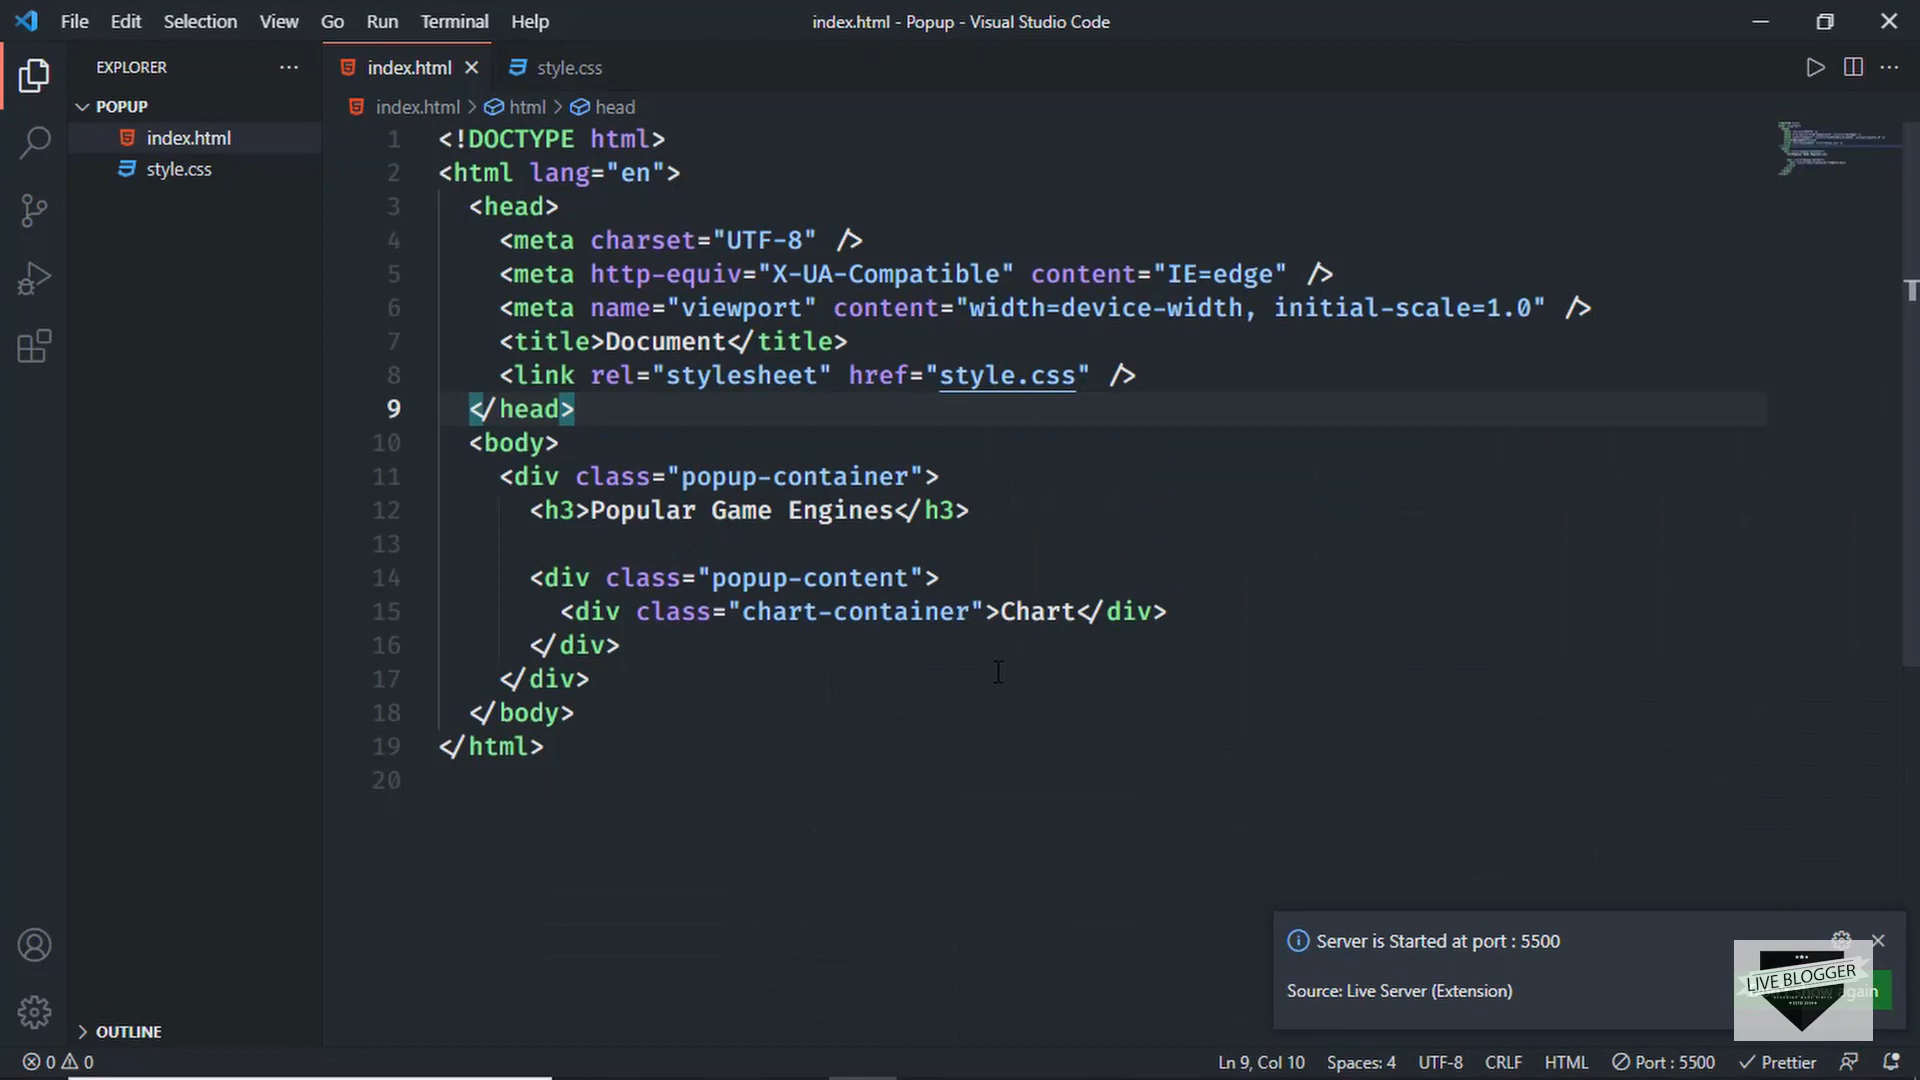 File Edit Selection View Go Run Terminal Help
index.html - Popup - Visual Studio Code
EXPLORER
index.html
style.css
POPUP
index.html
style.css
index.html > html > head
1 <!DOCTYPE html>
2 <html lang="en">
3 <head>
4 <meta charset="UTF-8" />
5 <meta http-equiv="X-UA-Compatible" content="IE=edge" />
6 <meta name="viewport" content="width=device-width, initial-scale=1.0" />
7 <title>Document</title>
8 <link rel="stylesheet" href="style.css" />
9 </head>
10 <body>
11 <div class="popup-container">
12 <h3>Popular Game Engines</h3>
13
14 <div class="popup-content">
15 <div class="chart-container">Chart</div>
16 </div>
17 </div>
18 </body>
19 </html>
20
Server is Started at port : 5500
Source: Live Server (Extension)
again
LIVE BLOGGER
OUTLINE
0 0
Ln 9, Col 10 Spaces: 4 UTF-8 CRLF HTML Port : 5500 Prettier